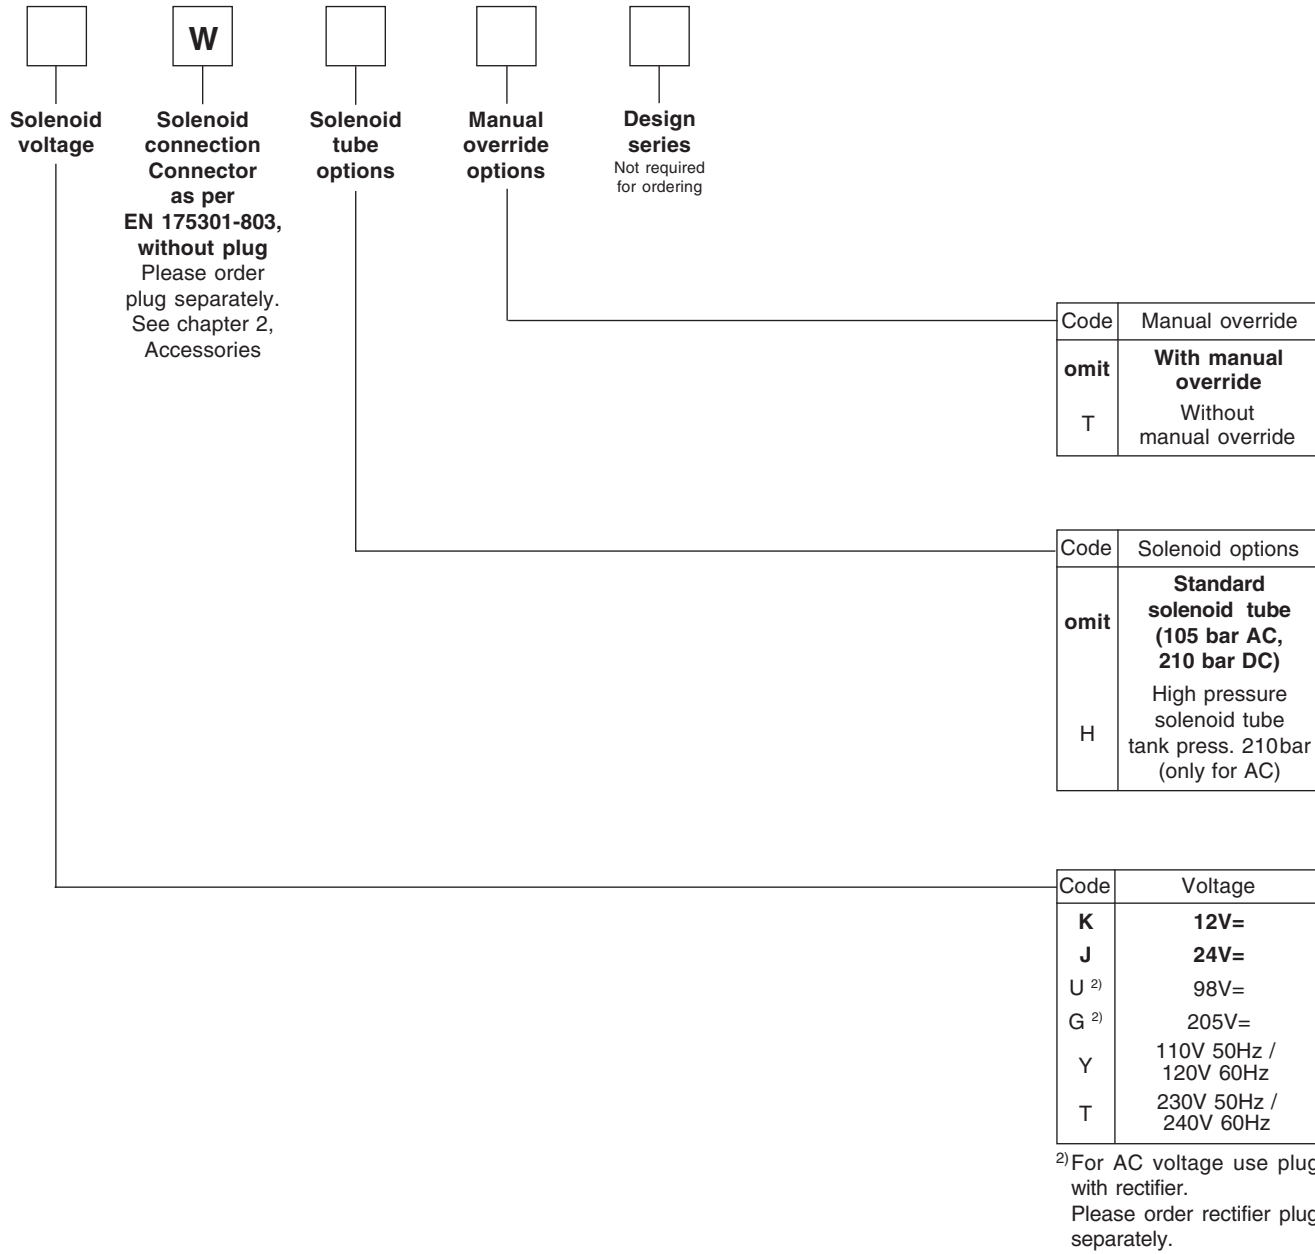 W
Solenoid
voltage
Solenoid
connection
Connector
as per
EN 175301-803,
without plug
Please order
plug separately.
See chapter 2,
Accessories
Solenoid
tube
options
Manual
override
options
Design
series
Not required
for ordering
Code Manual override
omit With manual
override
T Without
manual override
Code Solenoid options
omit Standard
solenoid tube
(105 bar AC,
210 bar DC)
H High pressure
solenoid tube
tank press. 210bar
(only for AC)
Code Voltage
K 12V=
J 24V=
U 2) 98V=
G 2) 205V=
Y 110V 50Hz /
120V 60Hz
T 230V 50Hz /
240V 60Hz
2) For AC voltage use plug
with rectifier.
Please order rectifier plug
separately.